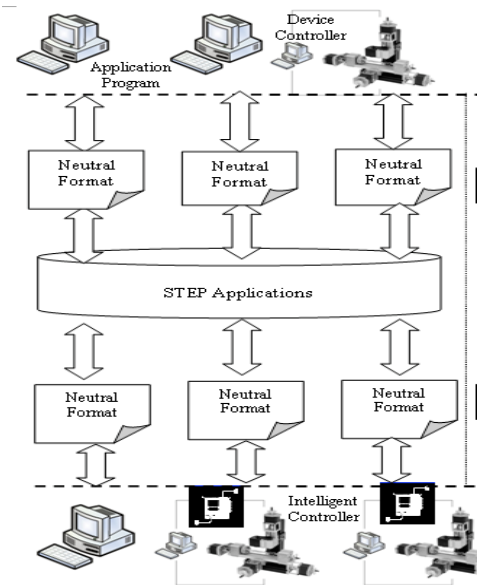 Device
Controller
Application
Program
Neutral
Format
Neutral
Format
Neutral
Format
STEP Applications
Neutral
Format
Neutral
Format
Neutral
Format
Intelligent
Controller